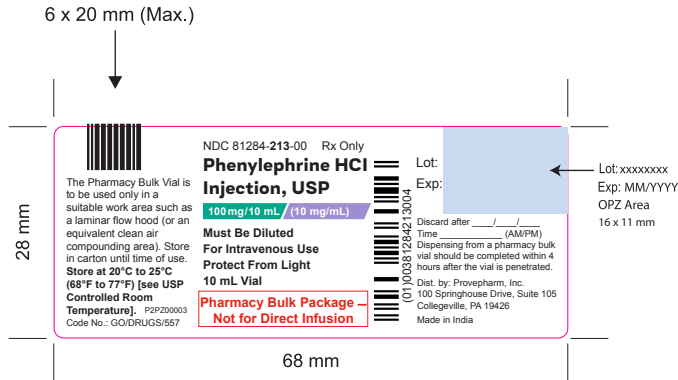 6 x 20 mm (Max.)
The Pharmacy Bulk Vial is
to be used only in a
suitable work area such as
a laminar flow hood (or an
equivalent clean air
compounding area). Store
in carton until time of use.
Store at 20°C to 25°C
(68°F to 77°F) [see USP
Controlled Room
Temperature]. P2PZ00003
Code No.: GO/DRUGS/557
NDC 81284-213-00 Rx Only
Phenylephrine HCl
Injection, USP
100 mg/10 mL (10 mg/mL)
Must Be Diluted
For Intravenous Use
Protect From Light
10 mL Vial
Pharmacy Bulk Package –
Not for Direct Infusion
(01)00381284213004
Lot:
Exp:
Discard after ____/____/____
Time ____________ (AM/PM)
Dispensing from a pharmacy bulk
vial should be completed within 4
hours after the vial is penetrated.
Dist. by: Provepharm, Inc.
100 Springhouse Drive, Suite 105
Collegeville, PA 19426
Made in India
Lot: xxxxxxxx
Exp: MM/YYYY
OPZ Area
16 x 11 mm
28 mm
68 mm